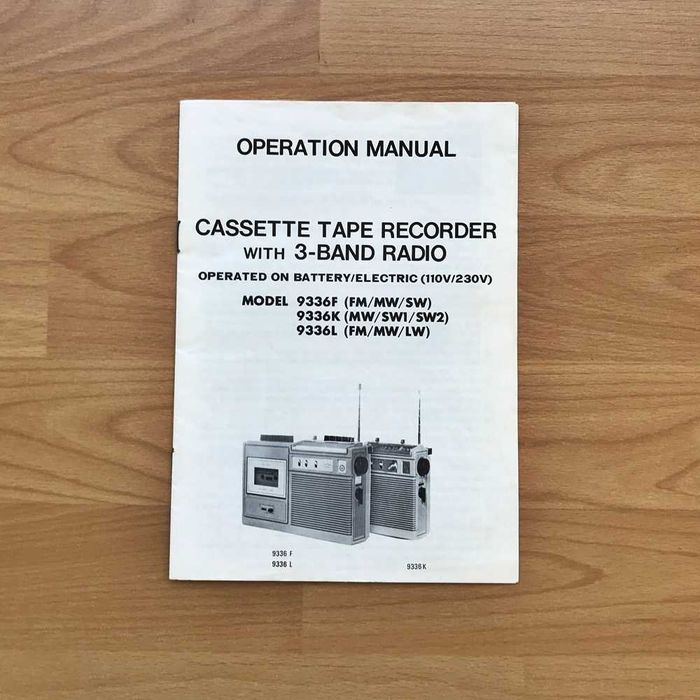 OPERATION MANUAL
CASSETTE TAPE RECORDER
WITH 3-BAND RADIO
OPERATED ON BATTERY/ELECTRIC (110V/230V)
MODEL 9336F (FM/MW/SW)
9336K (MW/SW1/SW2)
9336L (FM/MW/LW)
9336 F
9336 L
9336K